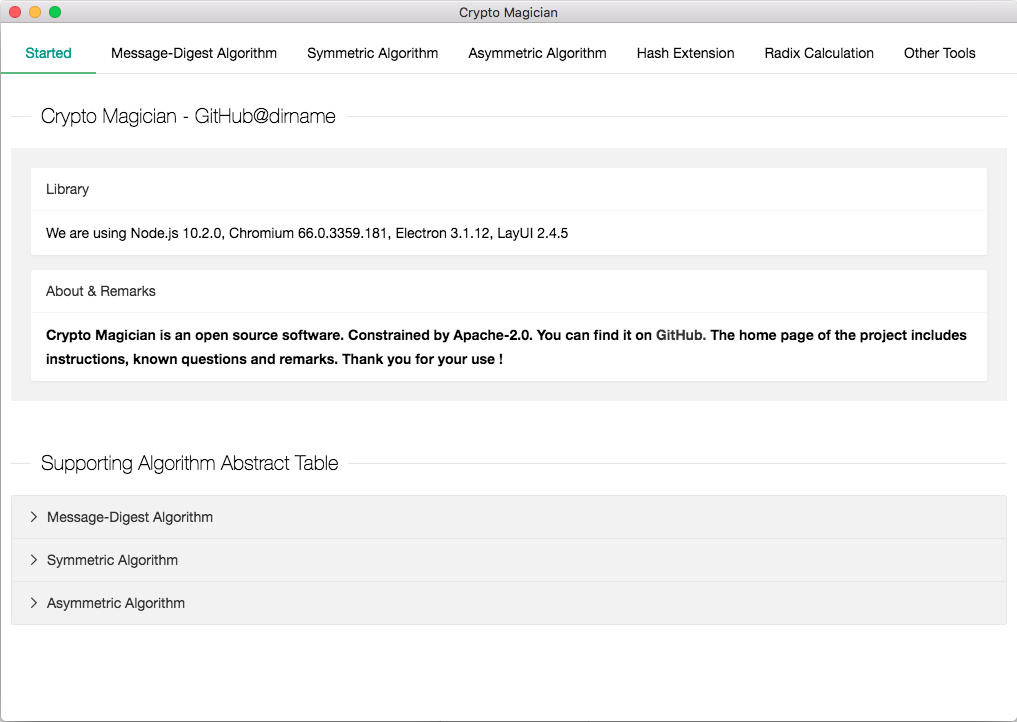 Crypto Magician
Started Message-Digest Algorithm Symmetric Algorithm Asymmetric Algorithm Hash Extension Radix Calculation Other Tools
Crypto Magician - GitHub@dirname
Library
We are using Node.js 10.2.0, Chromium 66.0.3359.181, Electron 3.1.12, LayUI 2.4.5
About & Remarks
Crypto Magician is an open source software. Constrained by Apache-2.0. You can find it on GitHub. The home page of the project includes
instructions, known questions and remarks. Thank you for your use !
Supporting Algorithm Abstract Table
Message-Digest Algorithm
Symmetric Algorithm
Asymmetric Algorithm